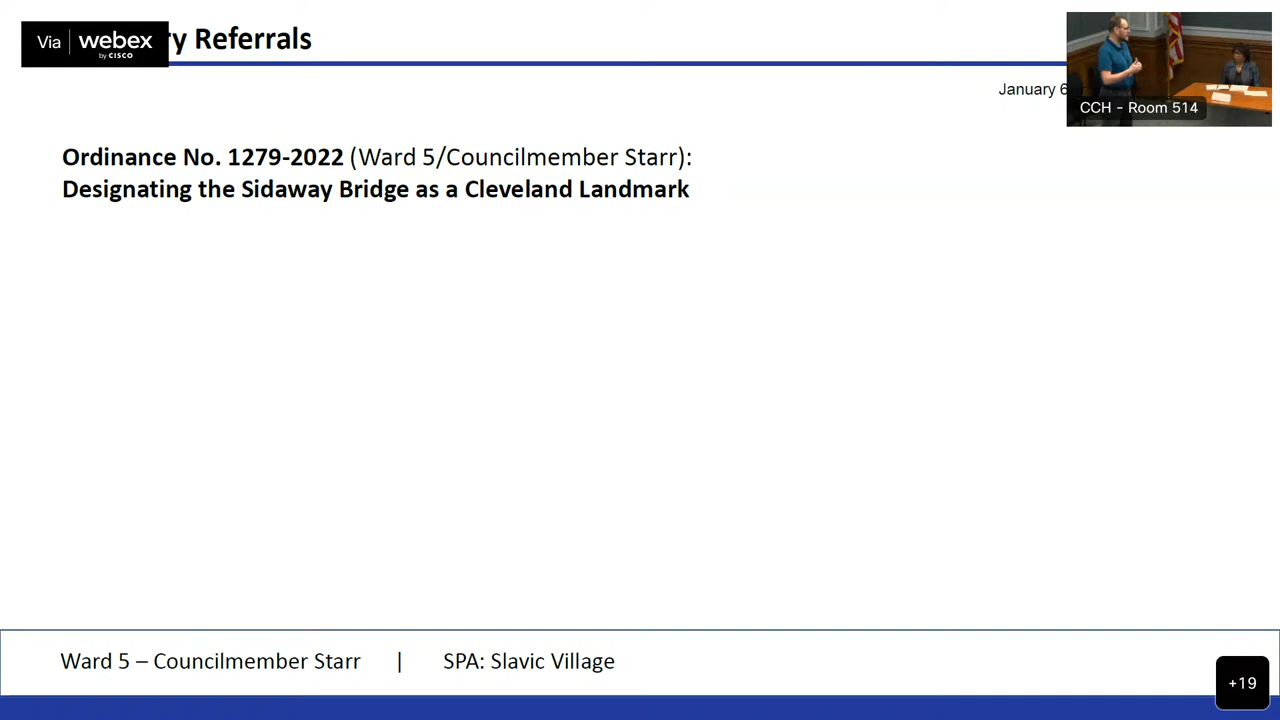 Via webex
by CISCO
ry Referrals
January 6
CCH - Room 514
Ordinance No. 1279-2022 (Ward 5/Councilmember Starr):
Designating the Sidaway Bridge as a Cleveland Landmark
Ward 5 – Councilmember Starr | SPA: Slavic Village
+19